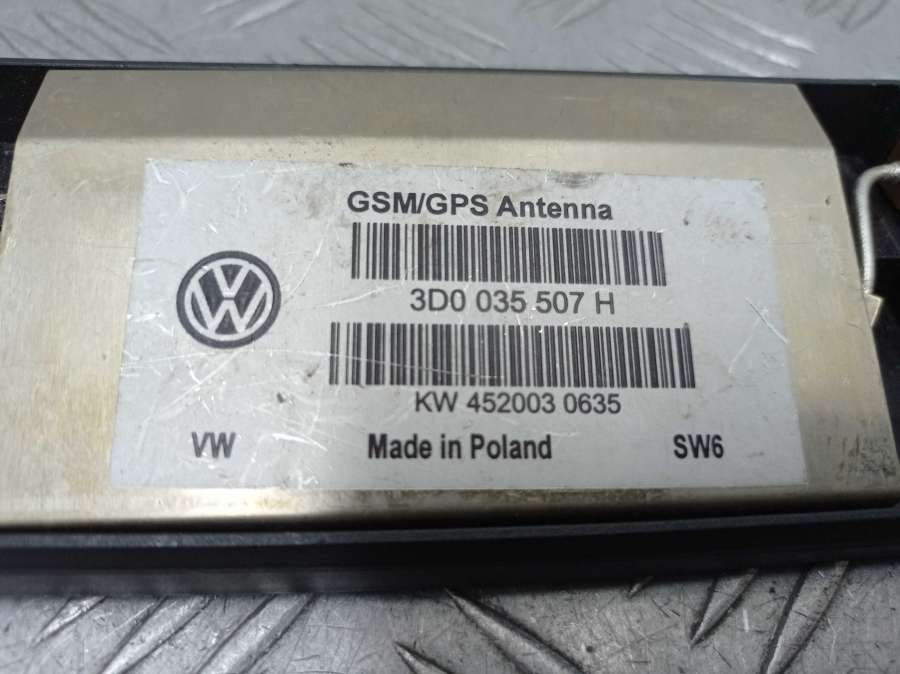 GSM/GPS Antenna
3D0 035 507 H
KW 452003 0635
VW Made in Poland SW6